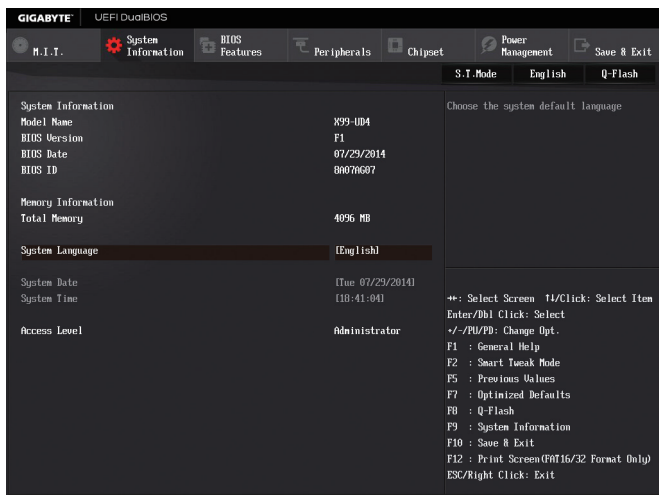 GIGABYTE™ UEFI DualBIOS
M.I.T. System Information BIOS Features Peripherals Chipset Power Management Save & Exit
S.T.Mode English Q-Flash
System Information
Model Name X99-UD4
BIOS Version F1
BIOS Date 07/29/2014
BIOS ID 8A07AG07
Memory Information
Total Memory 4096 MB
System Language [English]
System Date [Tue 07/29/2014]
System Time [18:41:04]
Access Level Administrator
Choose the system default language
→←: Select Screen ↑↓/Click: Select Item
Enter/Dbl Click: Select
+/-/PU/PD: Change Opt.
F1 : General Help
F2 : Smart Tweak Mode
F5 : Previous Values
F7 : Optimized Defaults
F8 : Q-Flash
F9 : System Information
F10 : Save & Exit
F12 : Print Screen(FAT16/32 Format Only)
ESC/Right Click: Exit